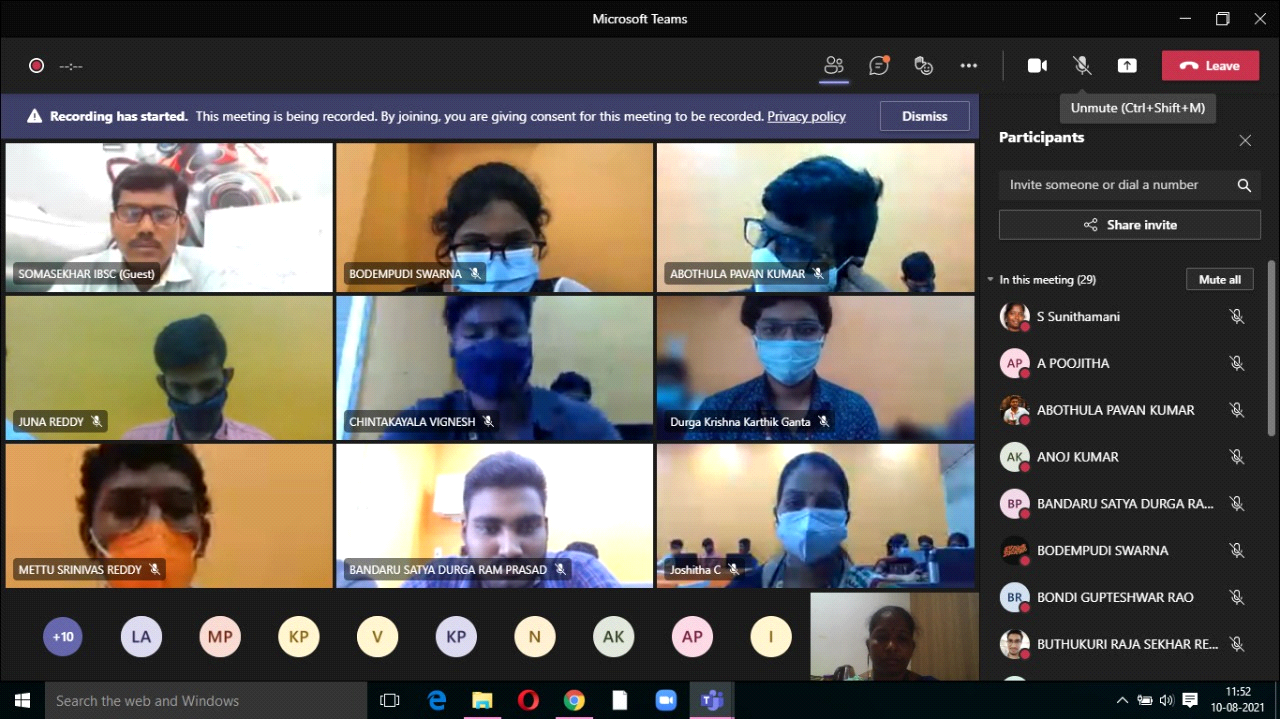 Microsoft Teams
--:--
Leave
Unmute (Ctrl+Shift+M)
Recording has started. This meeting is being recorded. By joining, you are giving consent for this meeting to be recorded. Privacy policy
Dismiss
SOMASEKHAR IBSC (Guest)
BODEMPUDI SWARNA
ABOTHULA PAVAN KUMAR
JUNA REDDY
CHINTAKAYALA VIGNESH
Durga Krishna Karthik Ganta
METTU SRINIVAS REDDY
BANDARU SATYA DURGA RAM PRASAD
Joshitha C
+10
LA
MP
KP
V
KP
N
AK
AP
I
Participants
Invite someone or dial a number
Share invite
In this meeting (29)
Mute all
S Sunithamani
AP A POOJITHA
ABOTHULA PAVAN KUMAR
AK ANOJ KUMAR
BP BANDARU SATYA DURGA RA...
BODEMPUDI SWARNA
BR BONDI GUPTESHWAR RAO
BUTHUKURI RAJA SEKHAR RE...
Search the web and Windows
11:52
10-08-2021